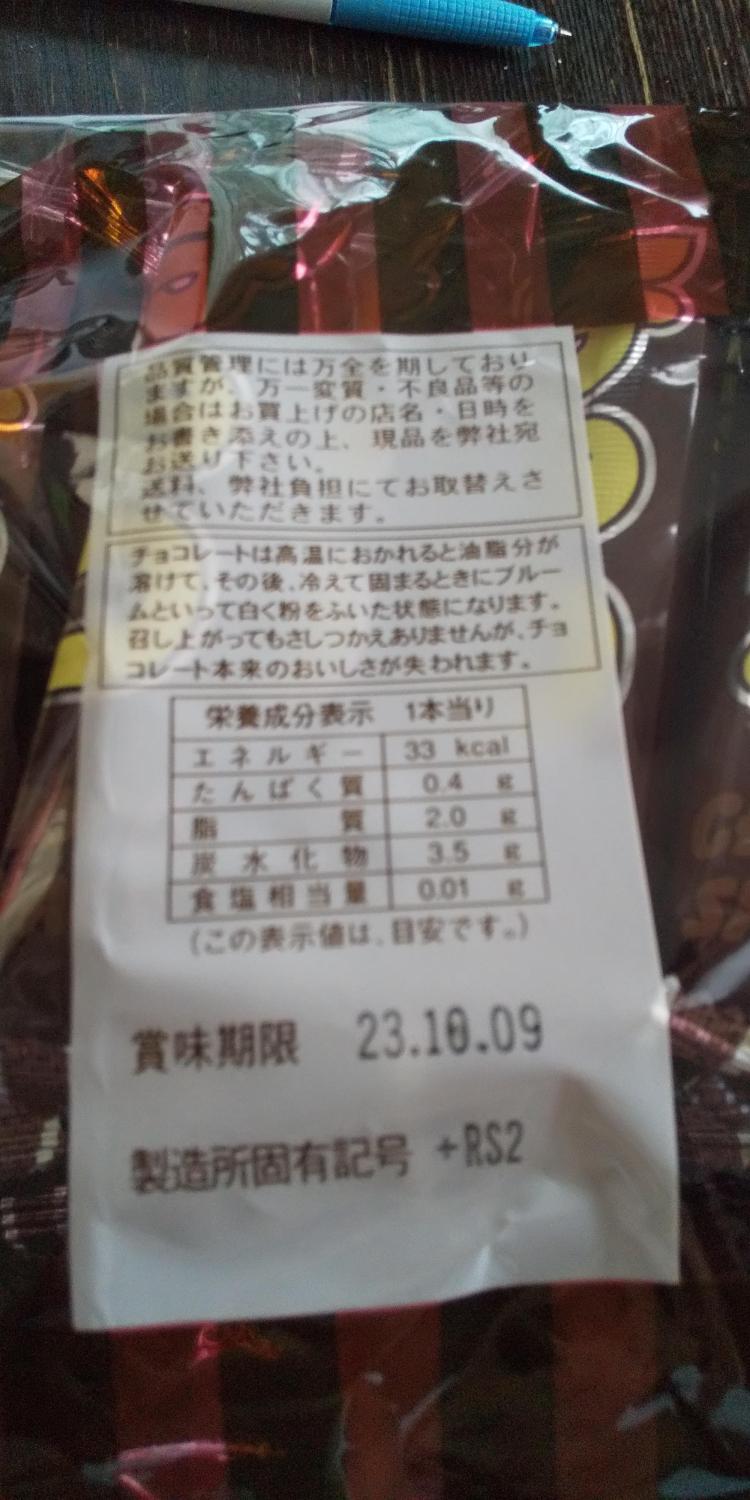 品質管理には万全を期しており
ますが、万一変質・不良品等の
場合はお買上げの店名・日時を
お書き添えの上、現品を弊社宛
お送り下さい。
送料、弊社負担にてお取替えさ
せていただきます。
チョコレートは高温におかれると油脂分が
溶けて、その後、冷えて固まるときにブルー
ムといって白く粉をふいた状態になります。
召し上がってもさしつかえありませんが、チョ
コレート本来のおいしさが失われます。
栄養成分表示 1本当り
エネルギー 33 kcal
たんぱく質 0.4 g
脂質 2.0 g
炭水化物 3.5 g
食塩相当量 0.01 g
(この表示値は、目安です。)
賞味期限 23.10.09
製造所固有記号 +RS2